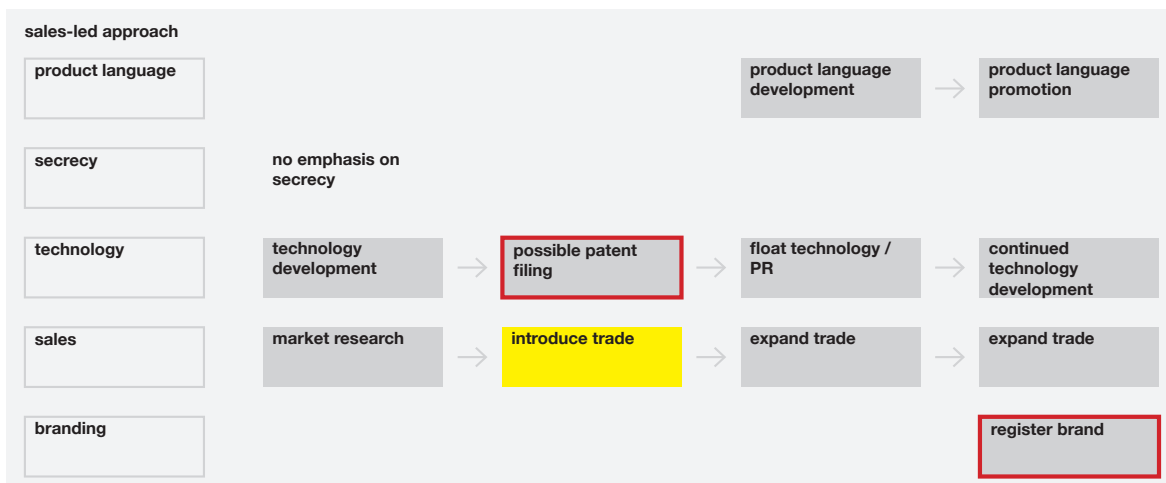 sales-led approach
product language
product language
development
product language
promotion
secrecy
no emphasis on
secrecy
technology
technology
development
possible patent
filing
float technology /
PR
continued
technology
development
sales
market research
introduce trade
expand trade
expand trade
branding
register brand